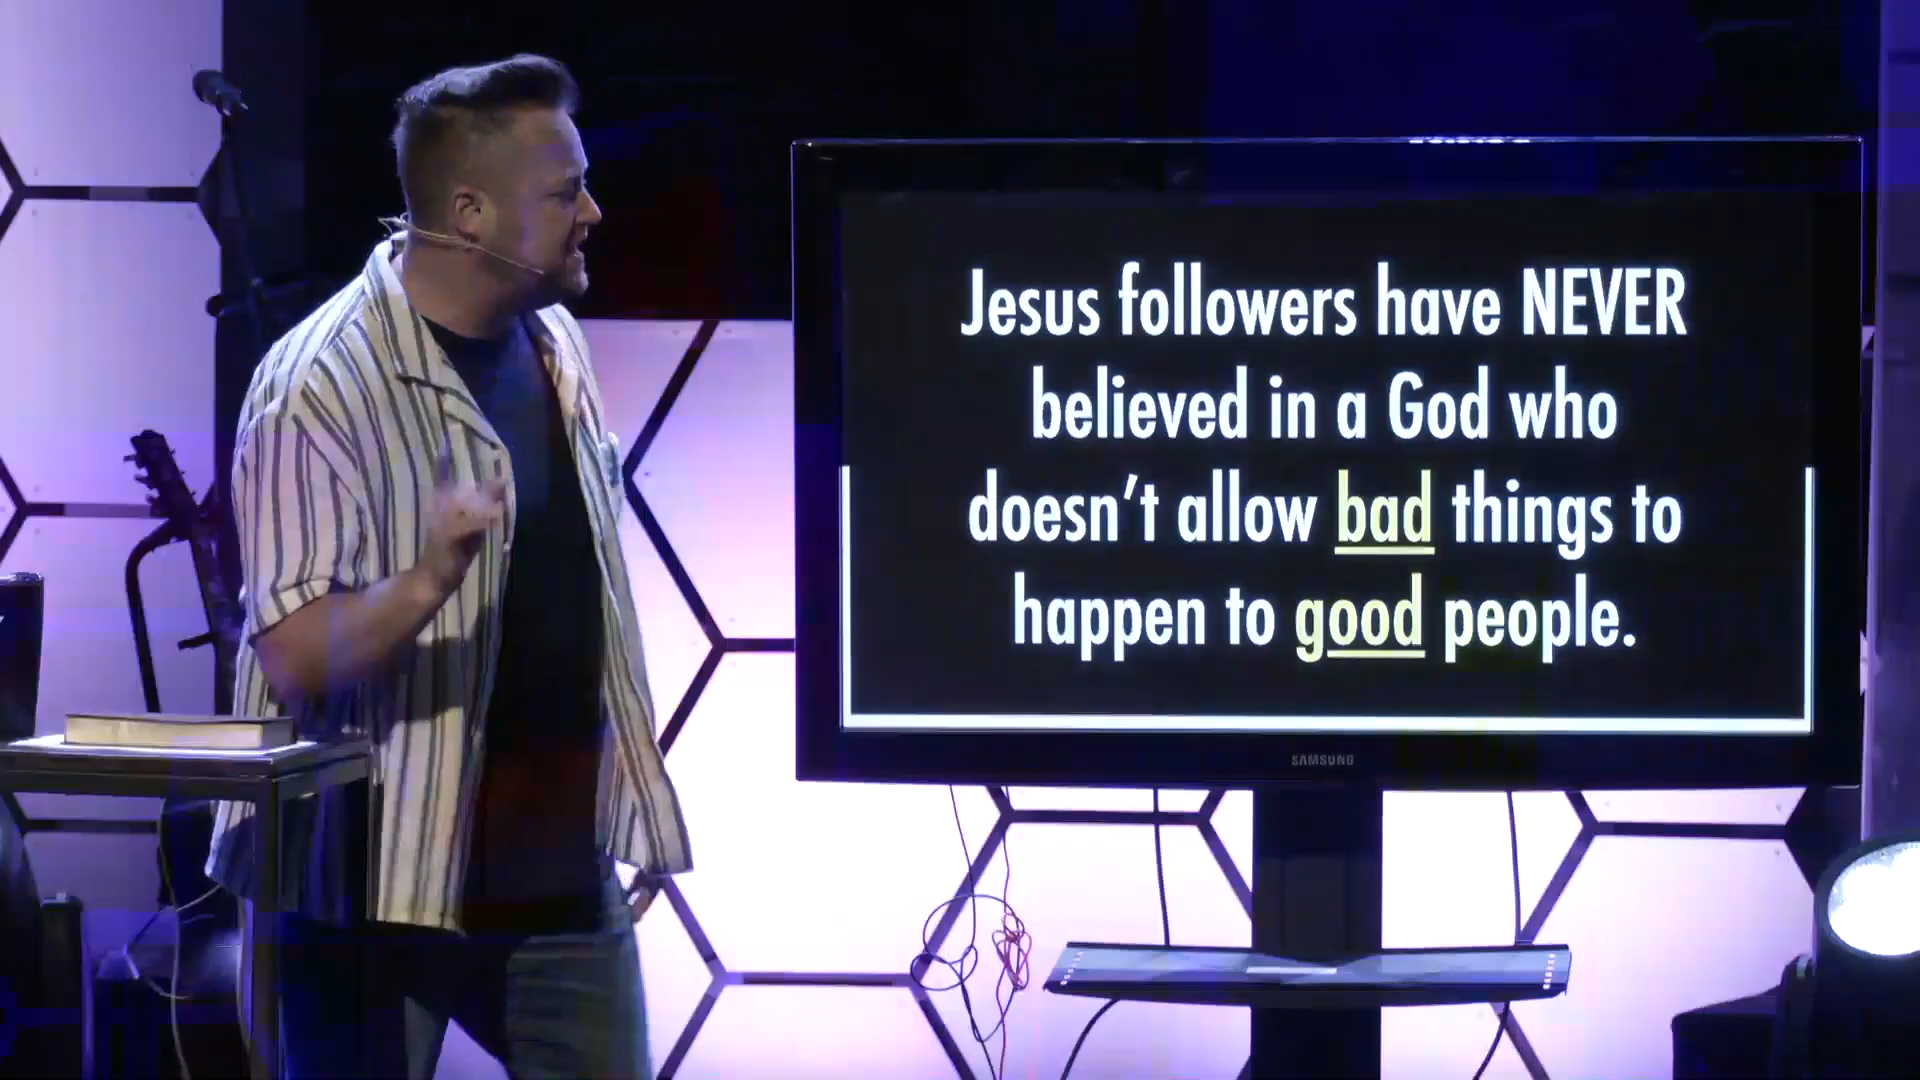 Jesus followers have NEVER
believed in a God who
doesn't allow bad things to
happen to good people.
SAMSUNG